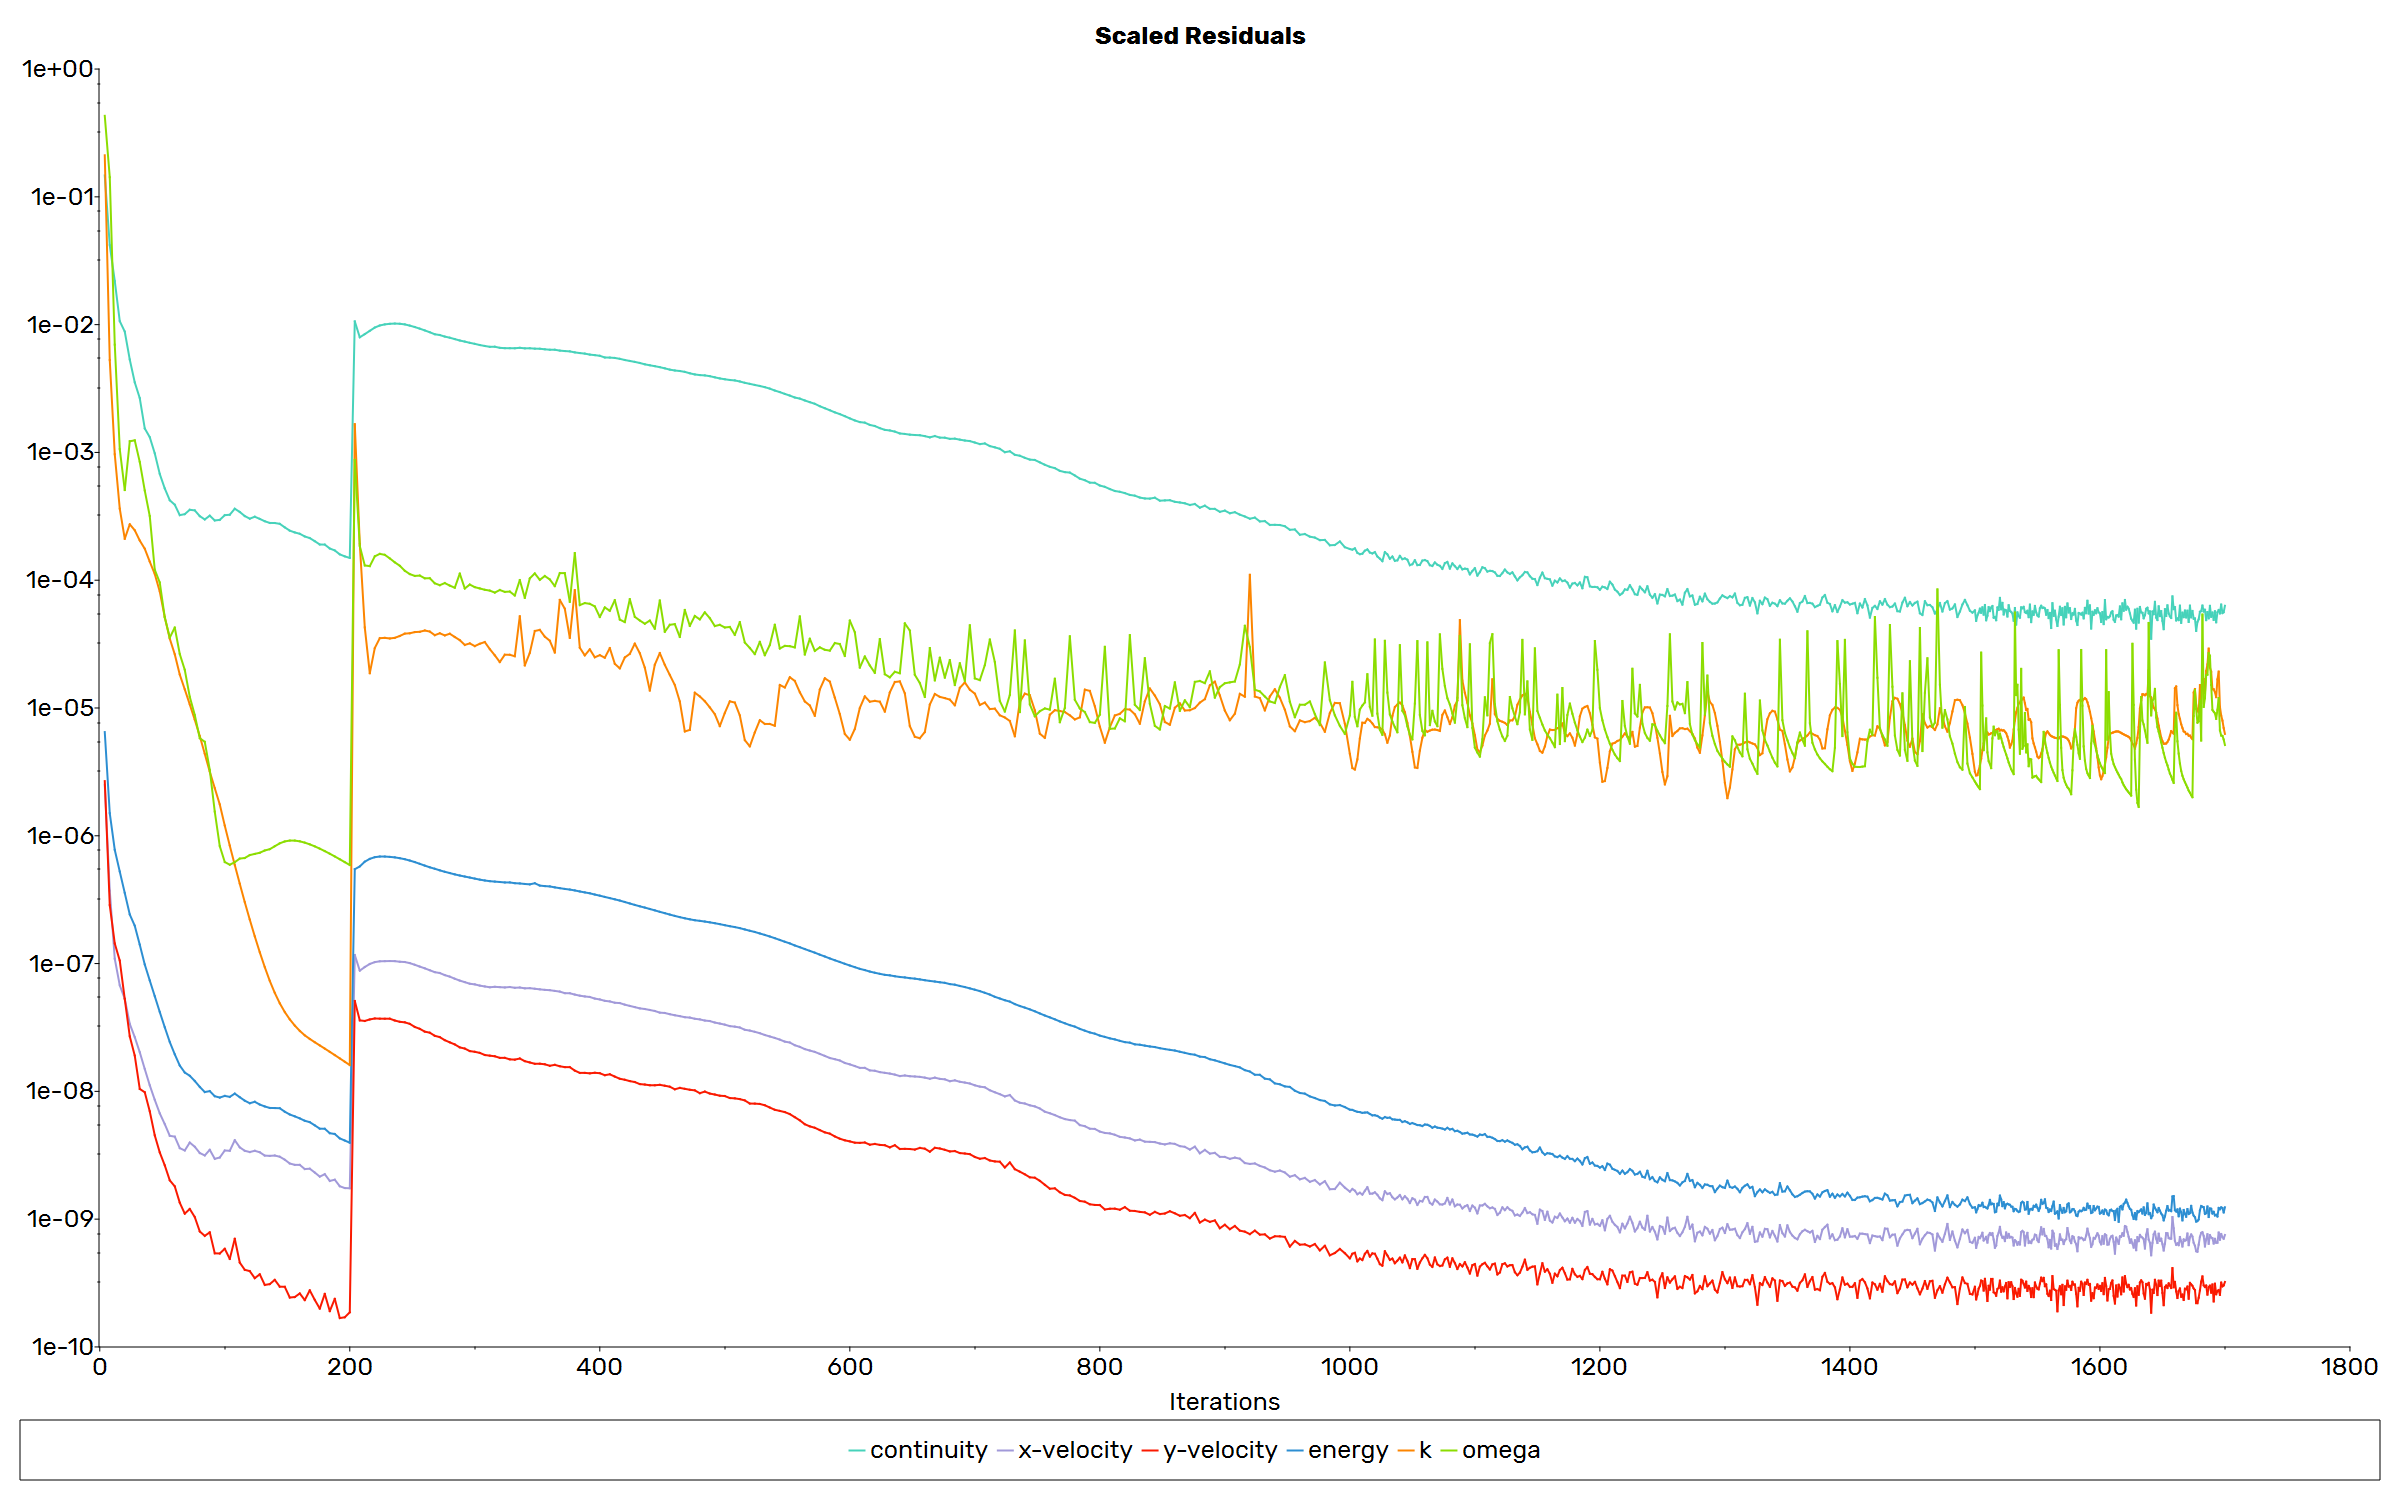 Scaled Residuals
1e+00
1e-01
1e-02
1e-03
1e-04
1e-05
1e-06
1e-07
1e-08
1e-09
1e-10
0 200 400 600 800 1000 1200 1400 1600 1800
Iterations
continuity x-velocity y-velocity energy k omega